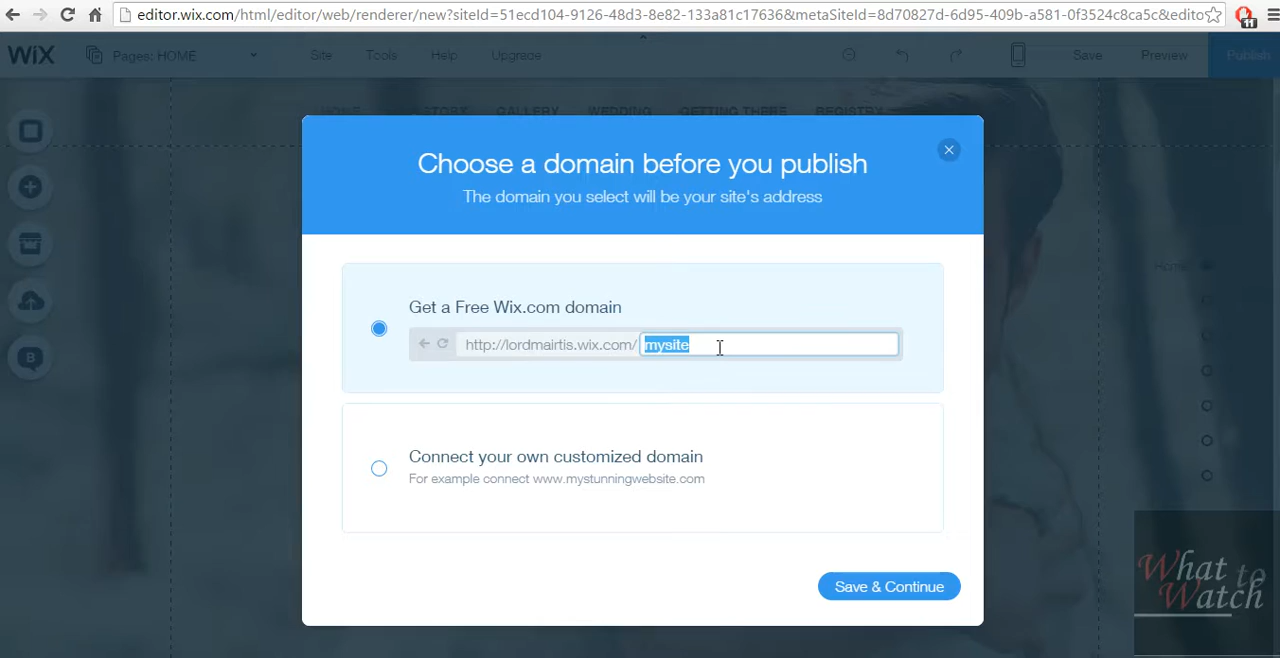 editor.wix.com/html/editor/web/renderer/new?siteId=51ecd104-9126-48d3-8e82-133a81c17636&metaSiteId=8d70827d-6d95-409b-a581-0f3524c8ca5c&edito
11
WiX Pages: HOME Site Tools Help Upgrade Save Preview Publish
HOME STORY GALLERY WEDDING GETTING THERE REGISTRY
Choose a domain before you publish
The domain you select will be your site's address
Home
Get a Free Wix.com domain
http://lordmairtis.wix.com/ mysite
B
Connect your own customized domain
For example connect www.mystunningwebsite.com
Save & Continue
What to
Watch